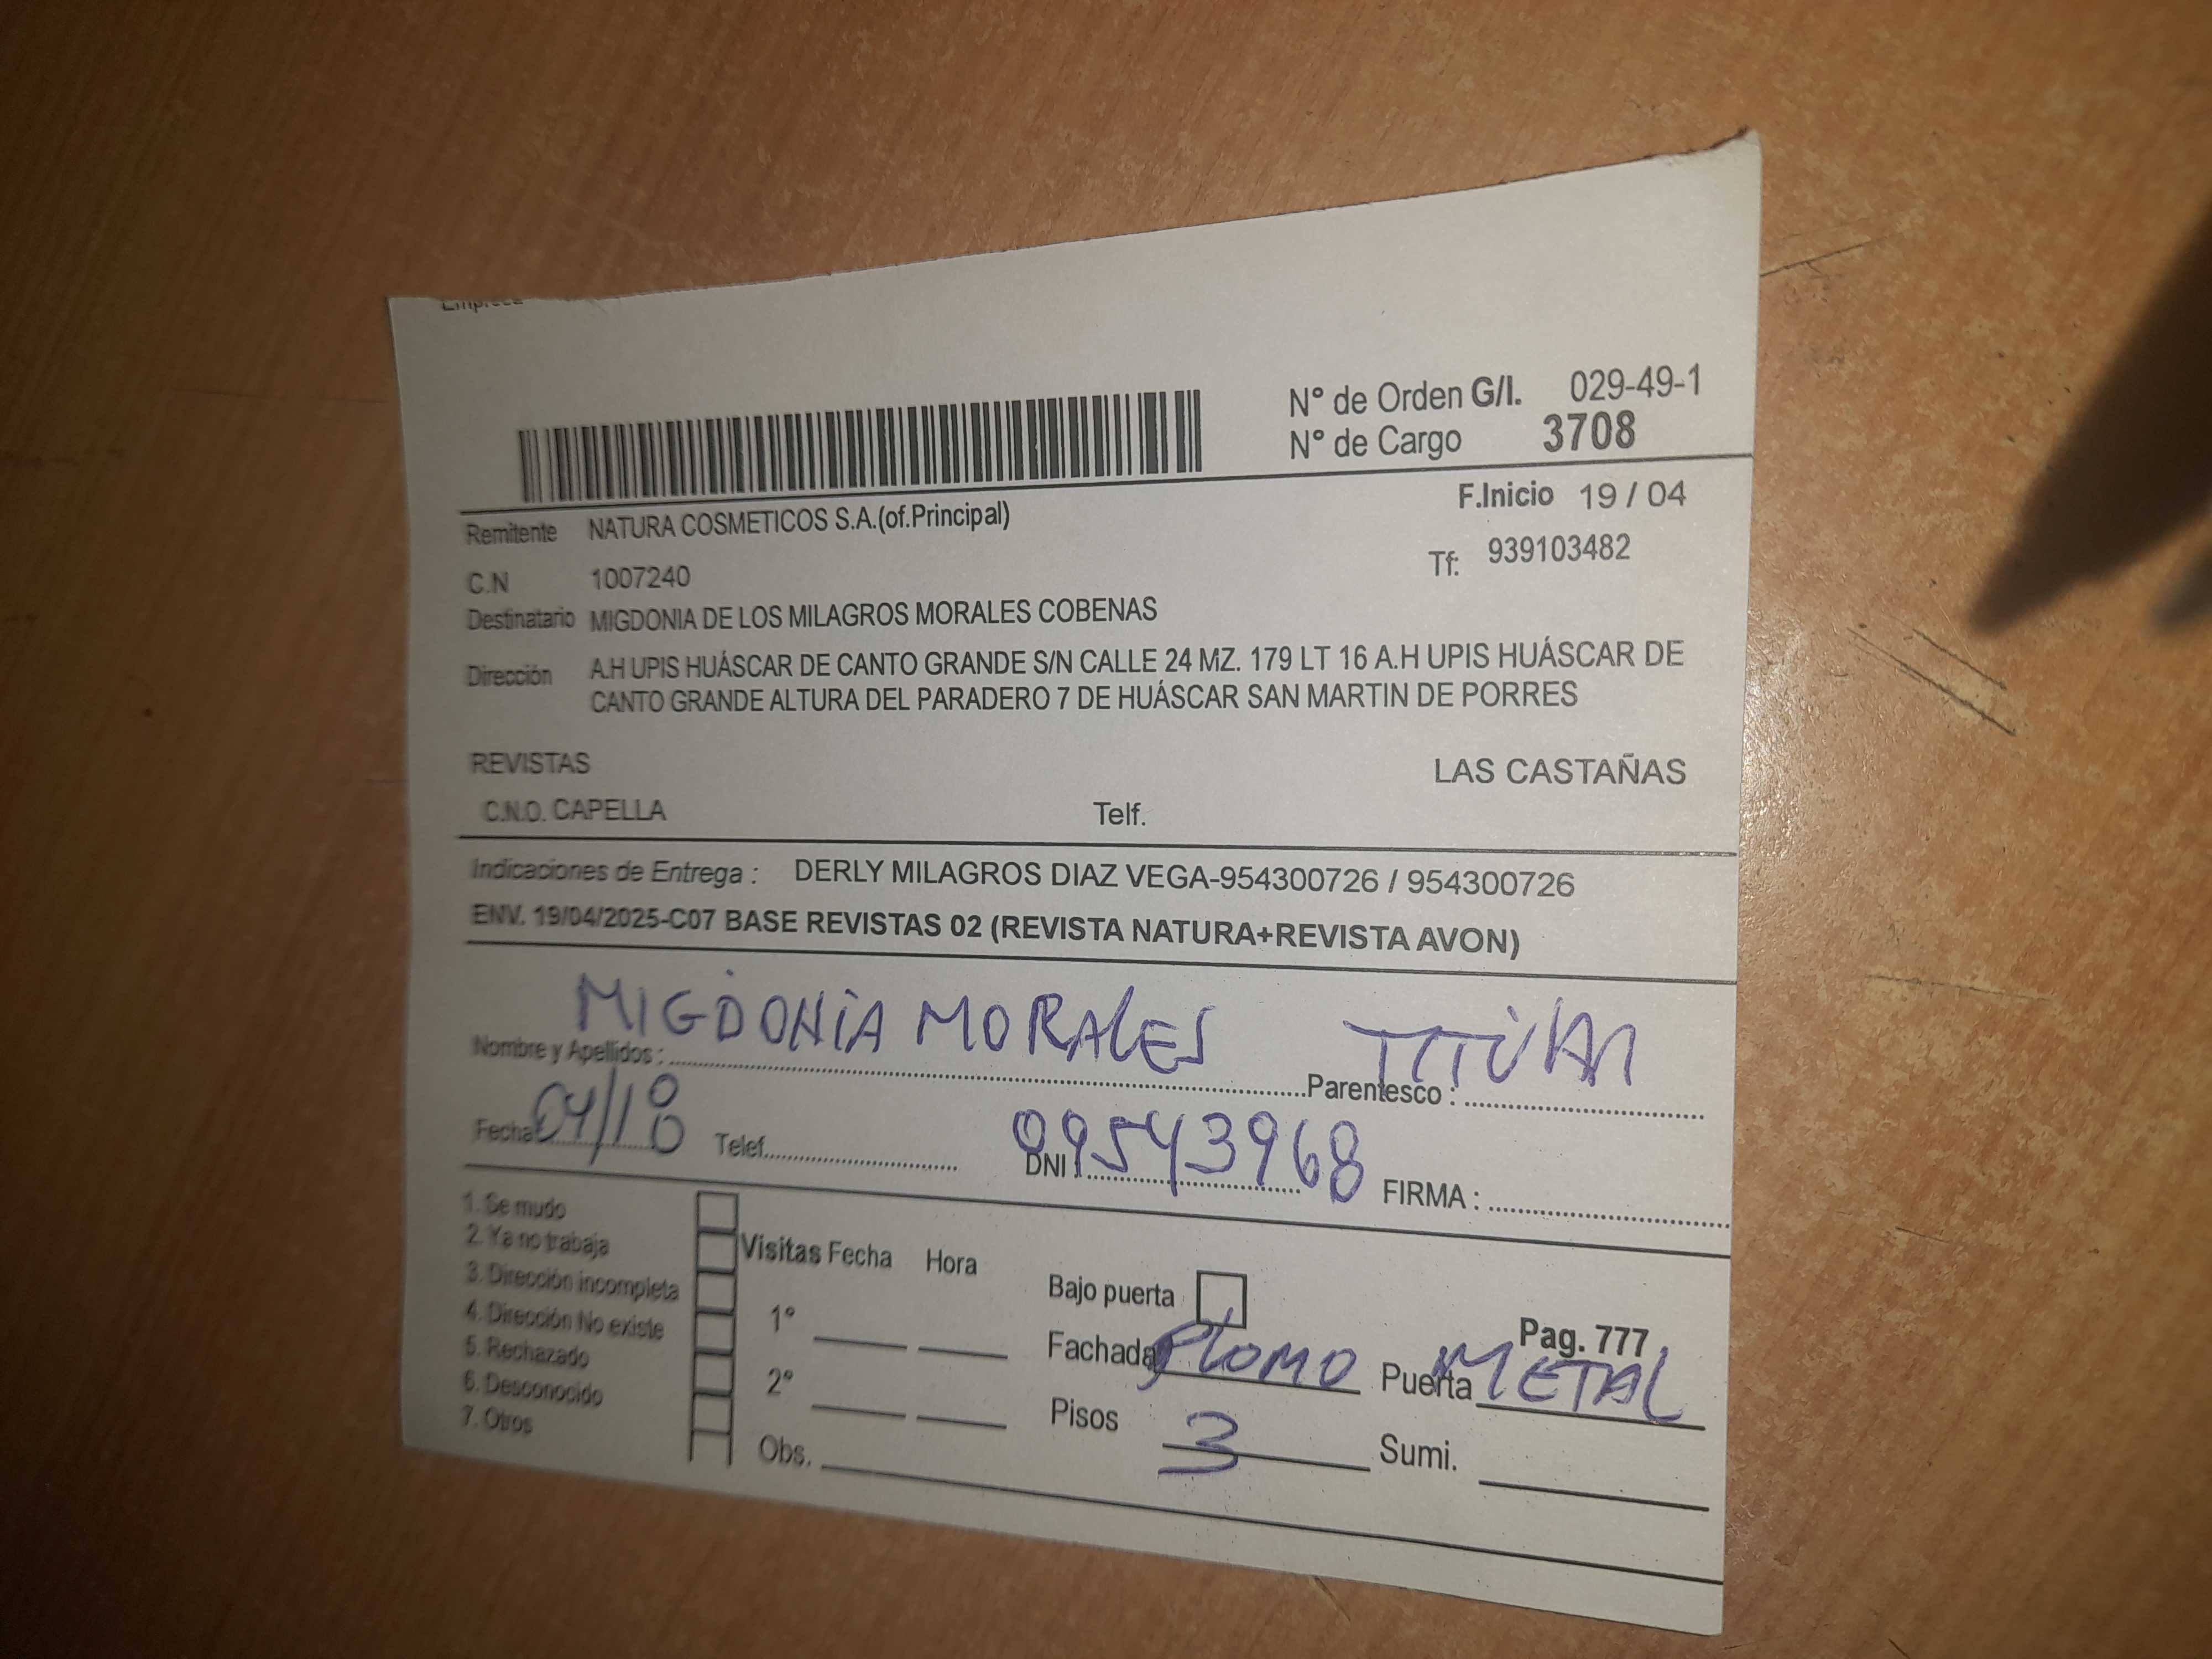 N° de Orden G/I. 029-49-1
N° de Cargo 3708
F.Inicio 19 / 04
Remitente NATURA COSMETICOS S.A.(of.Principal)
Tf: 939103482
C.N 1007240
Destinatario MIGDONIA DE LOS MILAGROS MORALES COBENAS
Dirección A.H UPIS HUÁSCAR DE CANTO GRANDE S/N CALLE 24 MZ. 179 LT 16 A.H UPIS HUÁSCAR DE
CANTO GRANDE ALTURA DEL PARADERO 7 DE HUÁSCAR SAN MARTIN DE PORRES
REVISTAS LAS CASTAÑAS
C.N.O. CAPELLA Telf.
Indicaciones de Entrega : DERLY MILAGROS DIAZ VEGA-954300726 / 954300726
ENV. 19/04/2025-C07 BASE REVISTAS 02 (REVISTA NATURA+REVISTA AVON)
Nombre y Apellidos : MIGDONIA MORALES Parentesco :
Fecha Telef. DNI : 09543968 FIRMA :
1. Se mudo
2. Ya no trabaja
3. Dirección incompleta
4. Dirección No existe
5. Rechazado
6. Desconocido
7. Otros
Visitas Fecha Hora
1°
2°
Obs.
Bajo puerta
Pag. 777
Fachada PLOMO Puerta METAL
Pisos 3 Sumi.